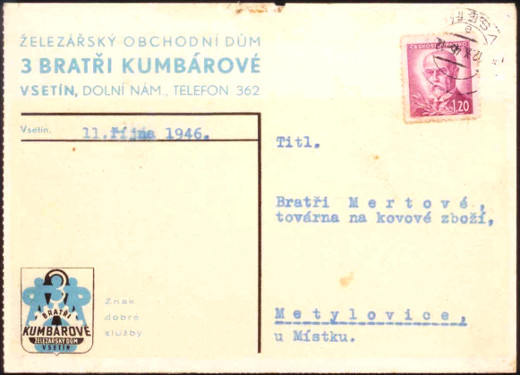 ŽELEZÁŘSKÝ OBCHODNÍ DŮM
3 BRATŘI KUMBÁROVÉ
VSETÍN, DOLNÍ NÁM., TELEFON 362
Vsetín, 11. října 1946.
ČESKOSLOVENSKO
1.20
Titl.
Bratři Mertové,
továrna na kovové zboží,
Metylovice,
u Místku.
3
BRATŘI
KUMBÁROVÉ
ŽELEZÁŘSKÝ DŮM
VSETÍN
Znak
dobré
služby